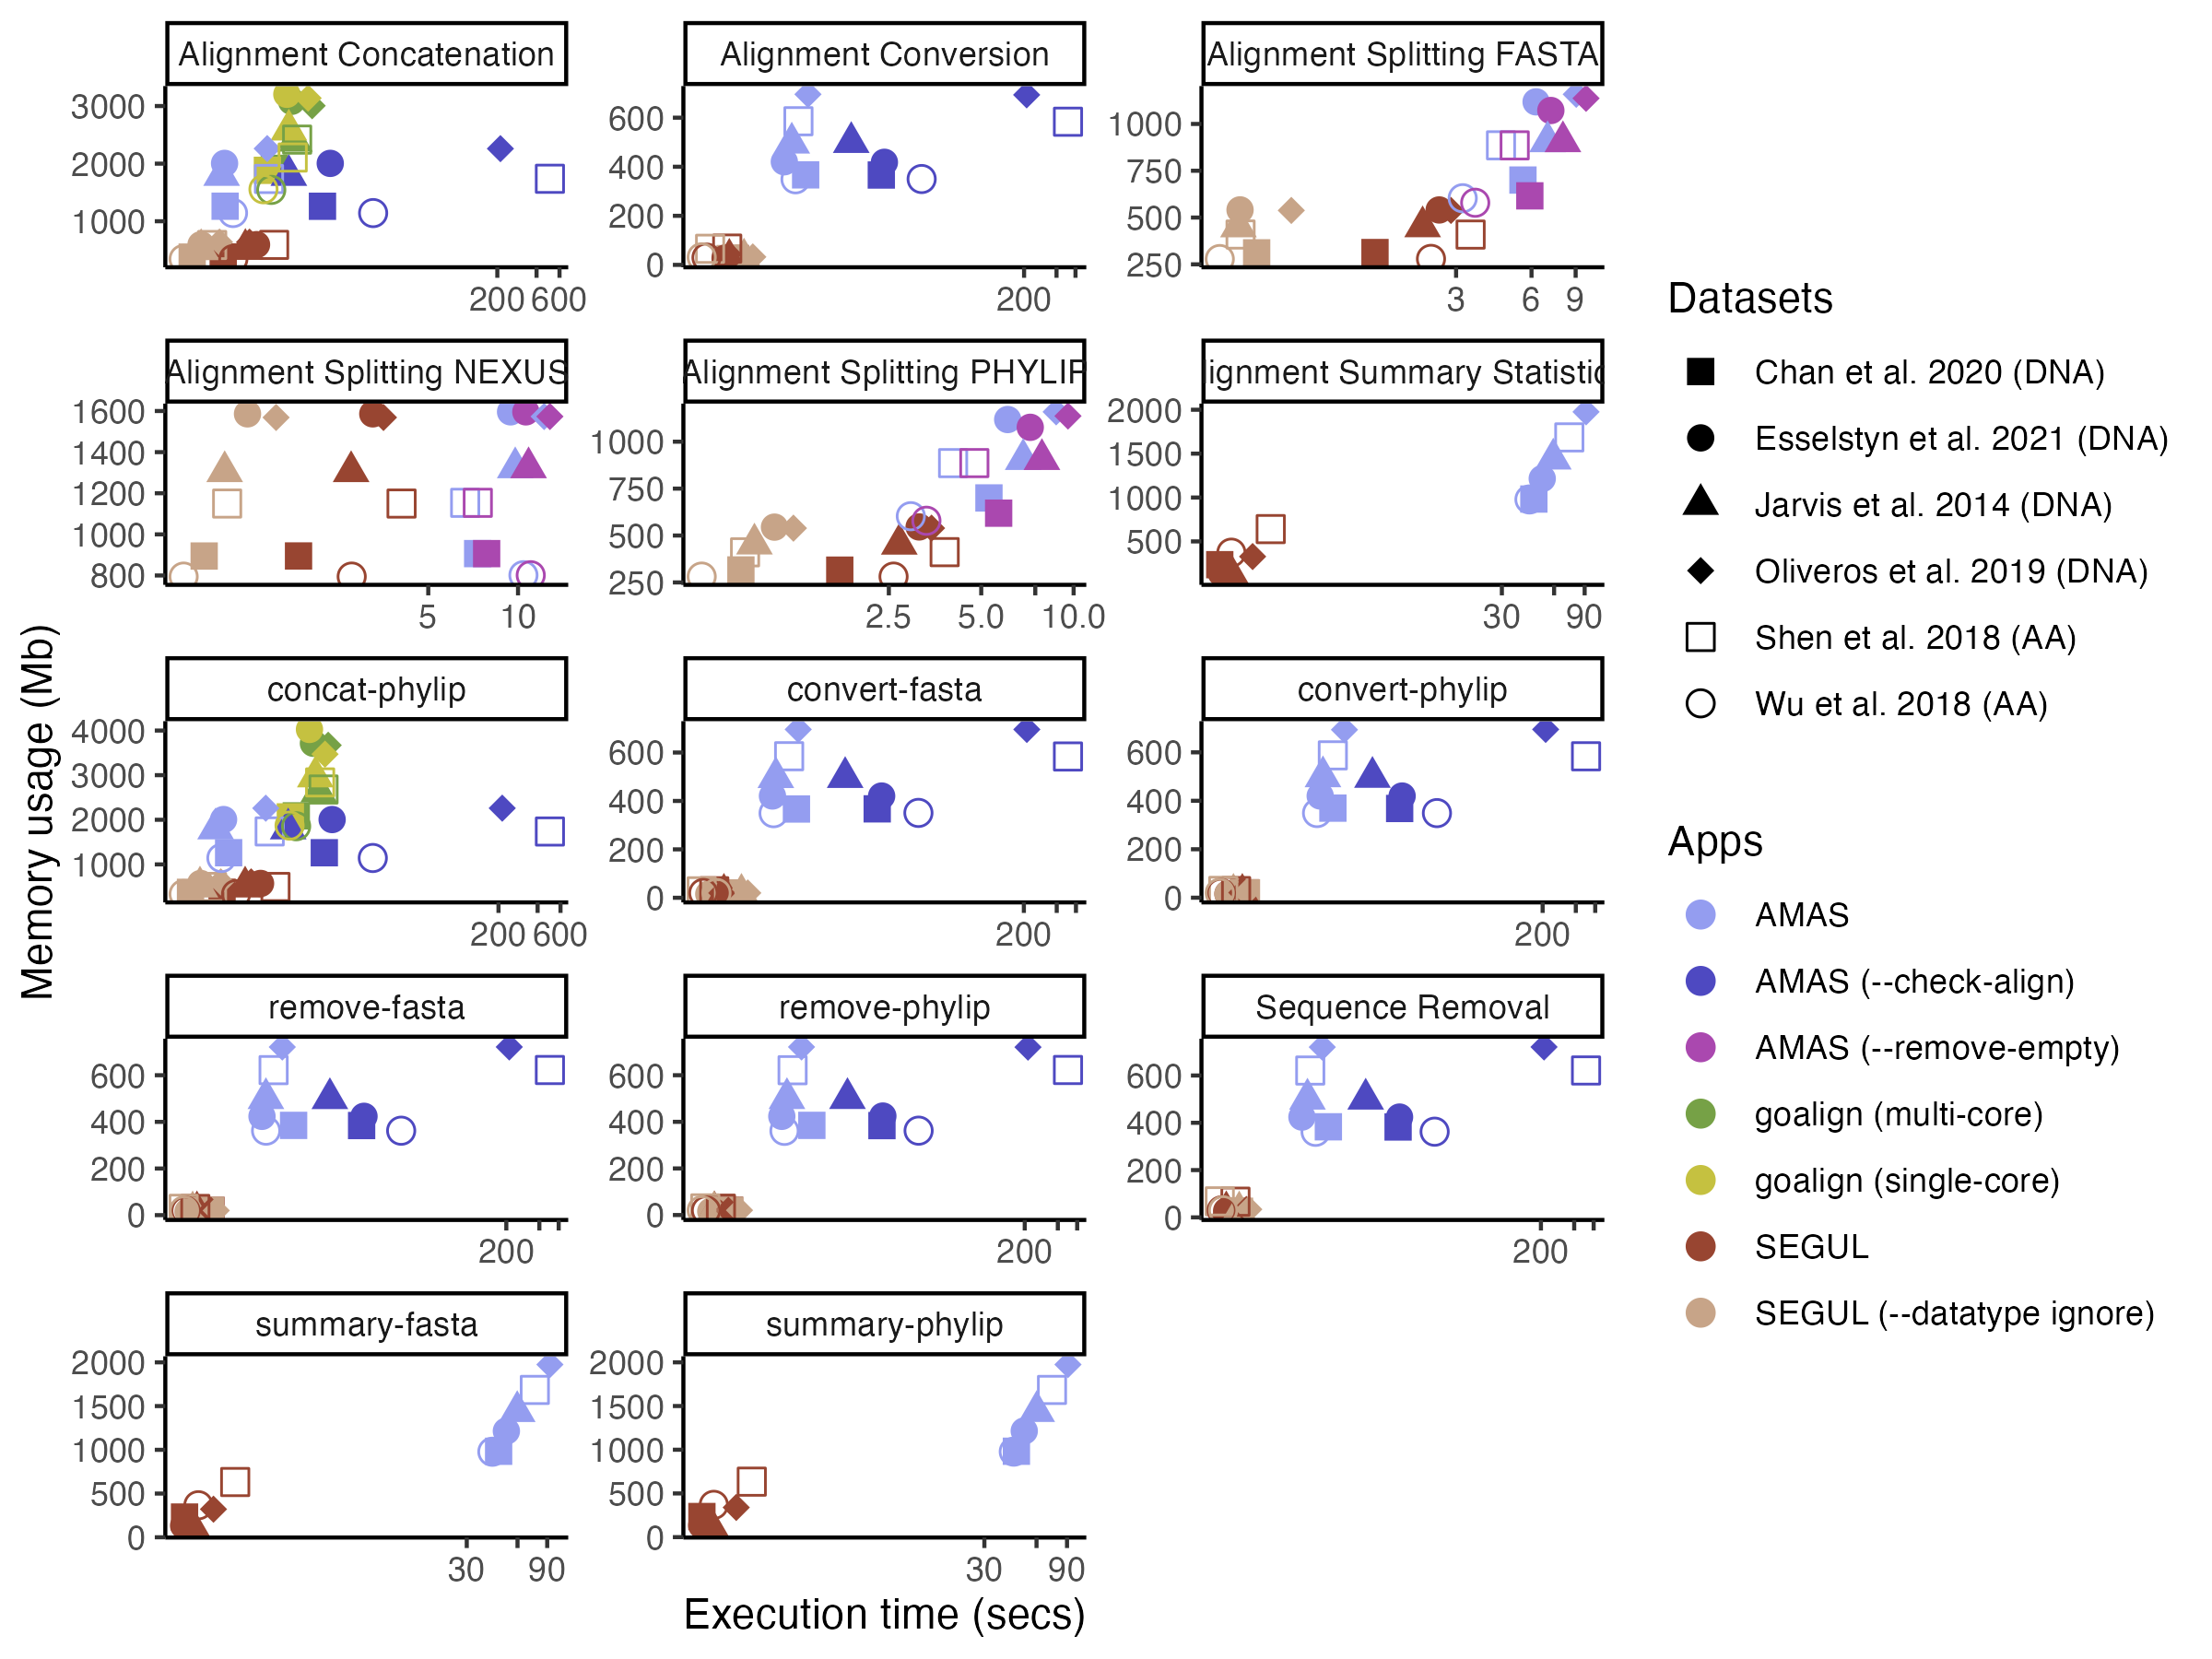 Alignment Concatenation
Alignment Conversion
Alignment Splitting FASTA
3000
2000
1000
200 600
600
400
200
0
200
1000
750
500
250
3 6 9
Alignment Splitting NEXUS
Alignment Splitting PHYLIP
ignment Summary Statistic
1600
1400
1200
1000
800
5 10
1000
750
500
250
2.5 5.0 10.0
2000
1500
1000
500
30 90
concat-phylip
convert-fasta
convert-phylip
4000
3000
2000
1000
200 600
600
400
200
0
200
600
400
200
0
200
remove-fasta
remove-phylip
Sequence Removal
600
400
200
0
200
600
400
200
0
200
600
400
200
0
200
summary-fasta
summary-phylip
2000
1500
1000
500
0
30 90
2000
1500
1000
500
0
30 90
Memory usage (Mb)
Execution time (secs)
Datasets
Chan et al. 2020 (DNA)
Esselstyn et al. 2021 (DNA)
Jarvis et al. 2014 (DNA)
Oliveros et al. 2019 (DNA)
Shen et al. 2018 (AA)
Wu et al. 2018 (AA)
Apps
AMAS
AMAS (--check-align)
AMAS (--remove-empty)
goalign (multi-core)
goalign (single-core)
SEGUL
SEGUL (--datatype ignore)